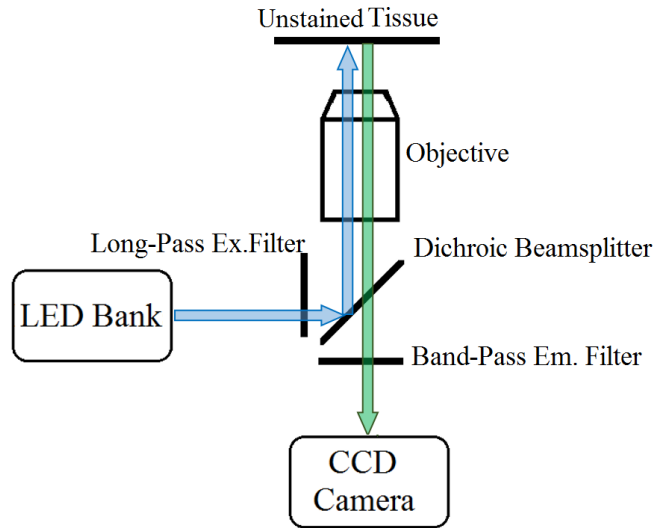 Unstained Tissue
Objective
Long-Pass Ex.Filter
Dichroic Beamsplitter
LED Bank
Band-Pass Em. Filter
CCD
Camera